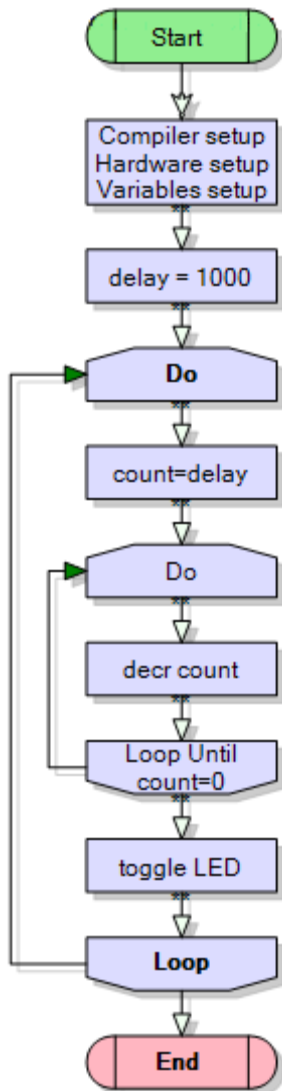 Start
Compiler setup
Hardware setup
Variables setup
delay = 1000
Do
count=delay
Do
decr count
Loop Until
count=0
toggle LED
Loop
End